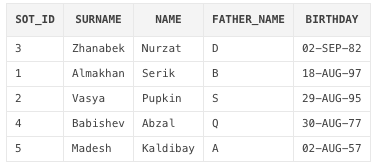 SOT_ID SURNAME NAME FATHER_NAME BIRTHDAY
3 Zhanabek Nurzat D 02-SEP-82
1 Almakhan Serik B 18-AUG-97
2 Vasya Pupkin S 29-AUG-95
4 Babishev Abzal Q 30-AUG-77
5 Madesh Kaldibay A 02-AUG-57